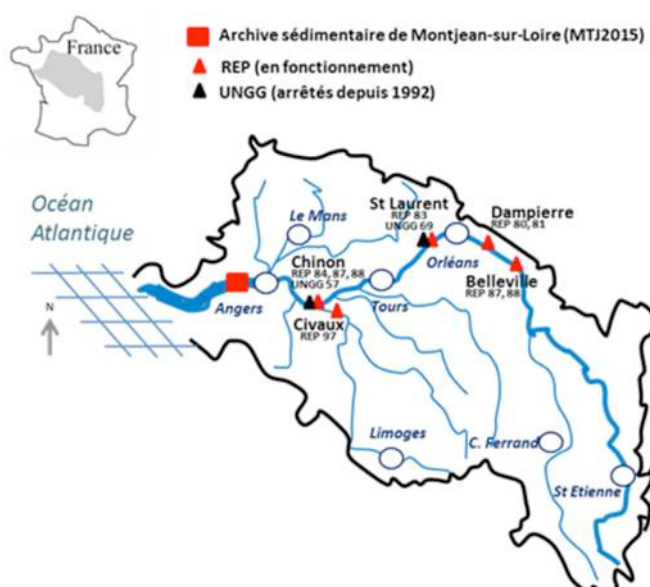 France
Archive sédimentaire de Montjean-sur-Loire (MTJ2015)
REP (en fonctionnement)
UNGG (arrêtés depuis 1992)
Océan
Atlantique
N
Le Mans
St Laurent
REP 83
UNGG 69
Dampierre
REP 80, 81
Orléans
Belleville
REP 87, 88
Chinon
REP 84, 87, 88
UNGG 57
Angers
Tours
Civaux
REP 97
Limoges
C. Ferrand
St Etienne